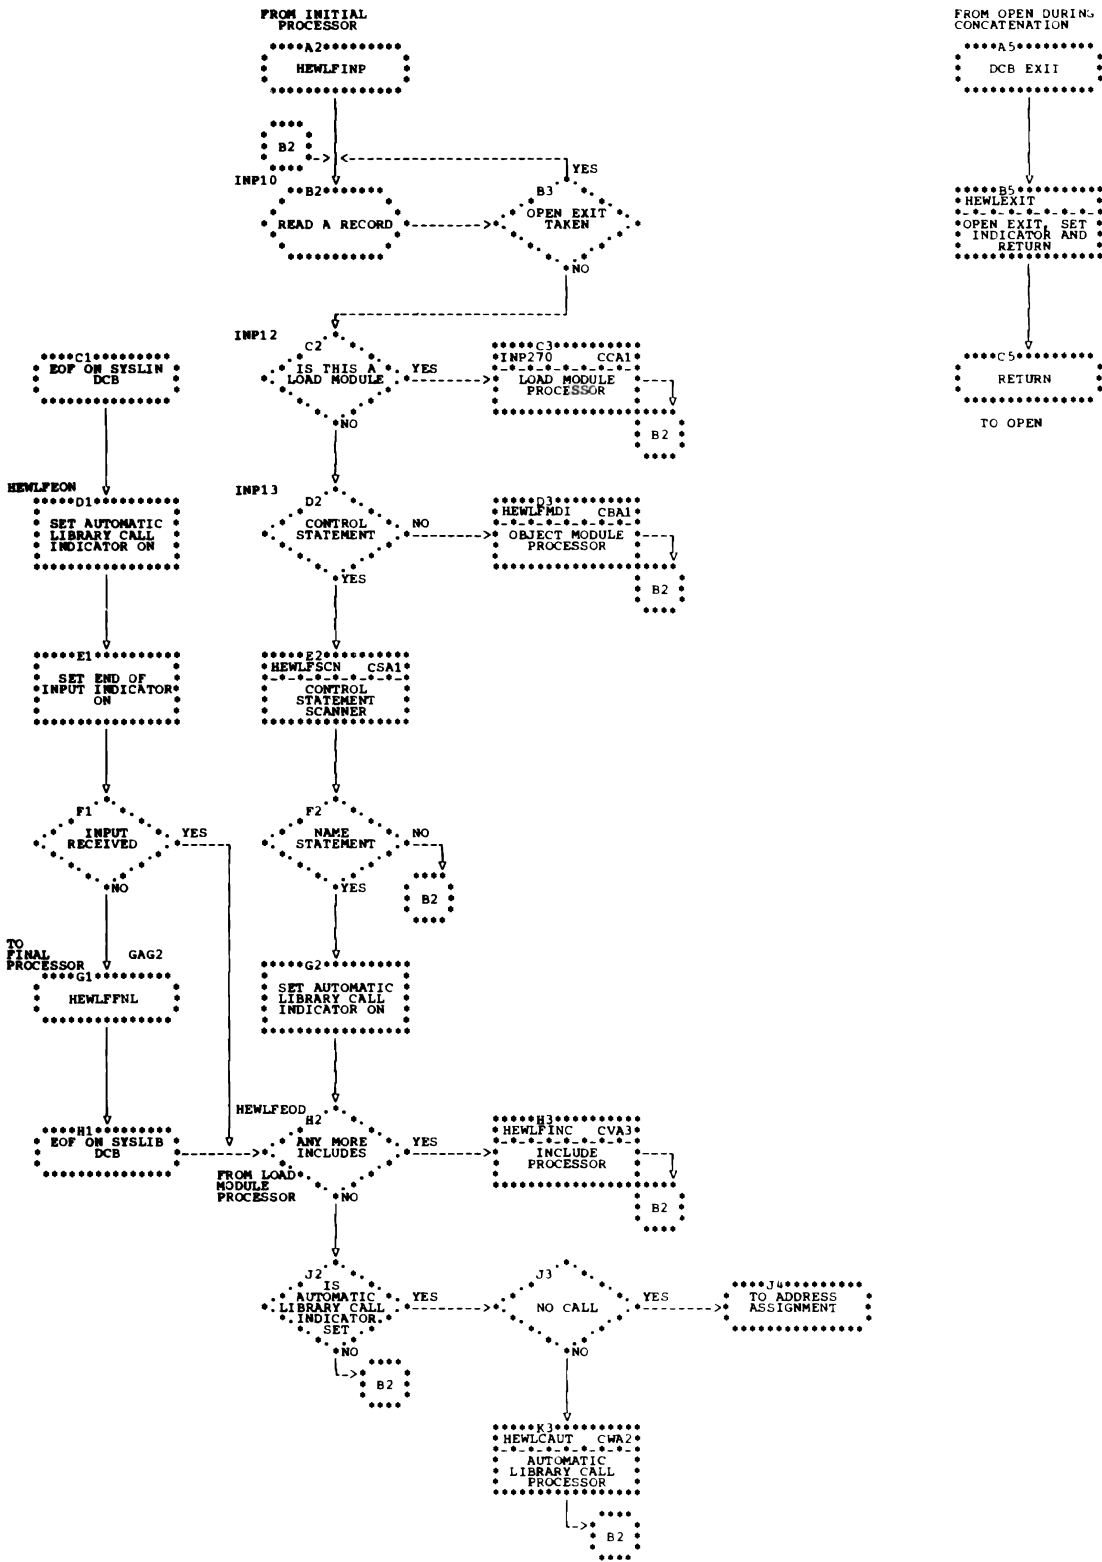 FROM INITIAL
PROCESSOR
A2
HEWLFINP
B2
INP10
B2
READ A RECORD
YES
B3
OPEN EXIT
TAKEN
NO
FROM OPEN DURING
CONCATENATION
A5
DCB EXIT
B5
HEWLEXIT
OPEN EXIT, SET
INDICATOR AND
RETURN
C5
RETURN
TO OPEN
INP12
C2
IS THIS A
LOAD MODULE
YES
NO
C3
INP270 CCA1
LOAD MODULE
PROCESSOR
B2
C1
EOF ON SYSLIN
DCB
HEWLFEON
D1
SET AUTOMATIC
LIBRARY CALL
INDICATOR ON
INP13
D2
CONTROL
STATEMENT
NO
YES
D3
HEWLFMDI CBA1
OBJECT MODULE
PROCESSOR
B2
E1
SET END OF
INPUT INDICATOR
ON
E2
HEWLFSCN CSA1
CONTROL
STATEMENT
SCANNER
F1
INPUT
RECEIVED
YES
NO
F2
NAME
STATEMENT
NO
YES
B2
TO
FINAL
PROCESSOR
GAG2
G1
HEWLFFNL
G2
SET AUTOMATIC
LIBRARY CALL
INDICATOR ON
H1
EOF ON SYSLIB
DCB
HEWLFEOD
H2
ANY MORE
INCLUDES
YES
NO
FROM LOAD
MODULE
PROCESSOR
H3
HEWLFINC CVA3
INCLUDE
PROCESSOR
B2
J2
IS
AUTOMATIC
LIBRARY CALL
INDICATOR
SET
YES
NO
B2
J3
NO CALL
YES
NO
J4
TO ADDRESS
ASSIGNMENT
K3
HEWLCAUT CWA2
AUTOMATIC
LIBRARY CALL
PROCESSOR
B2